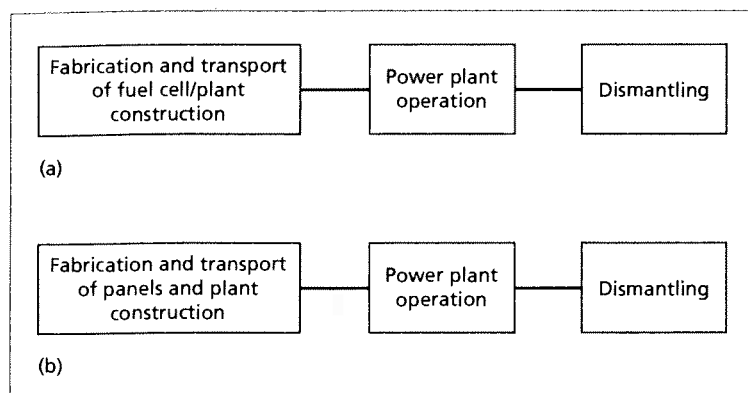 Fabrication and transport
of fuel cell/plant
construction
Power plant
operation
Dismantling
(a)
Fabrication and transport
of panels and plant
construction
Power plant
operation
Dismantling
(b)